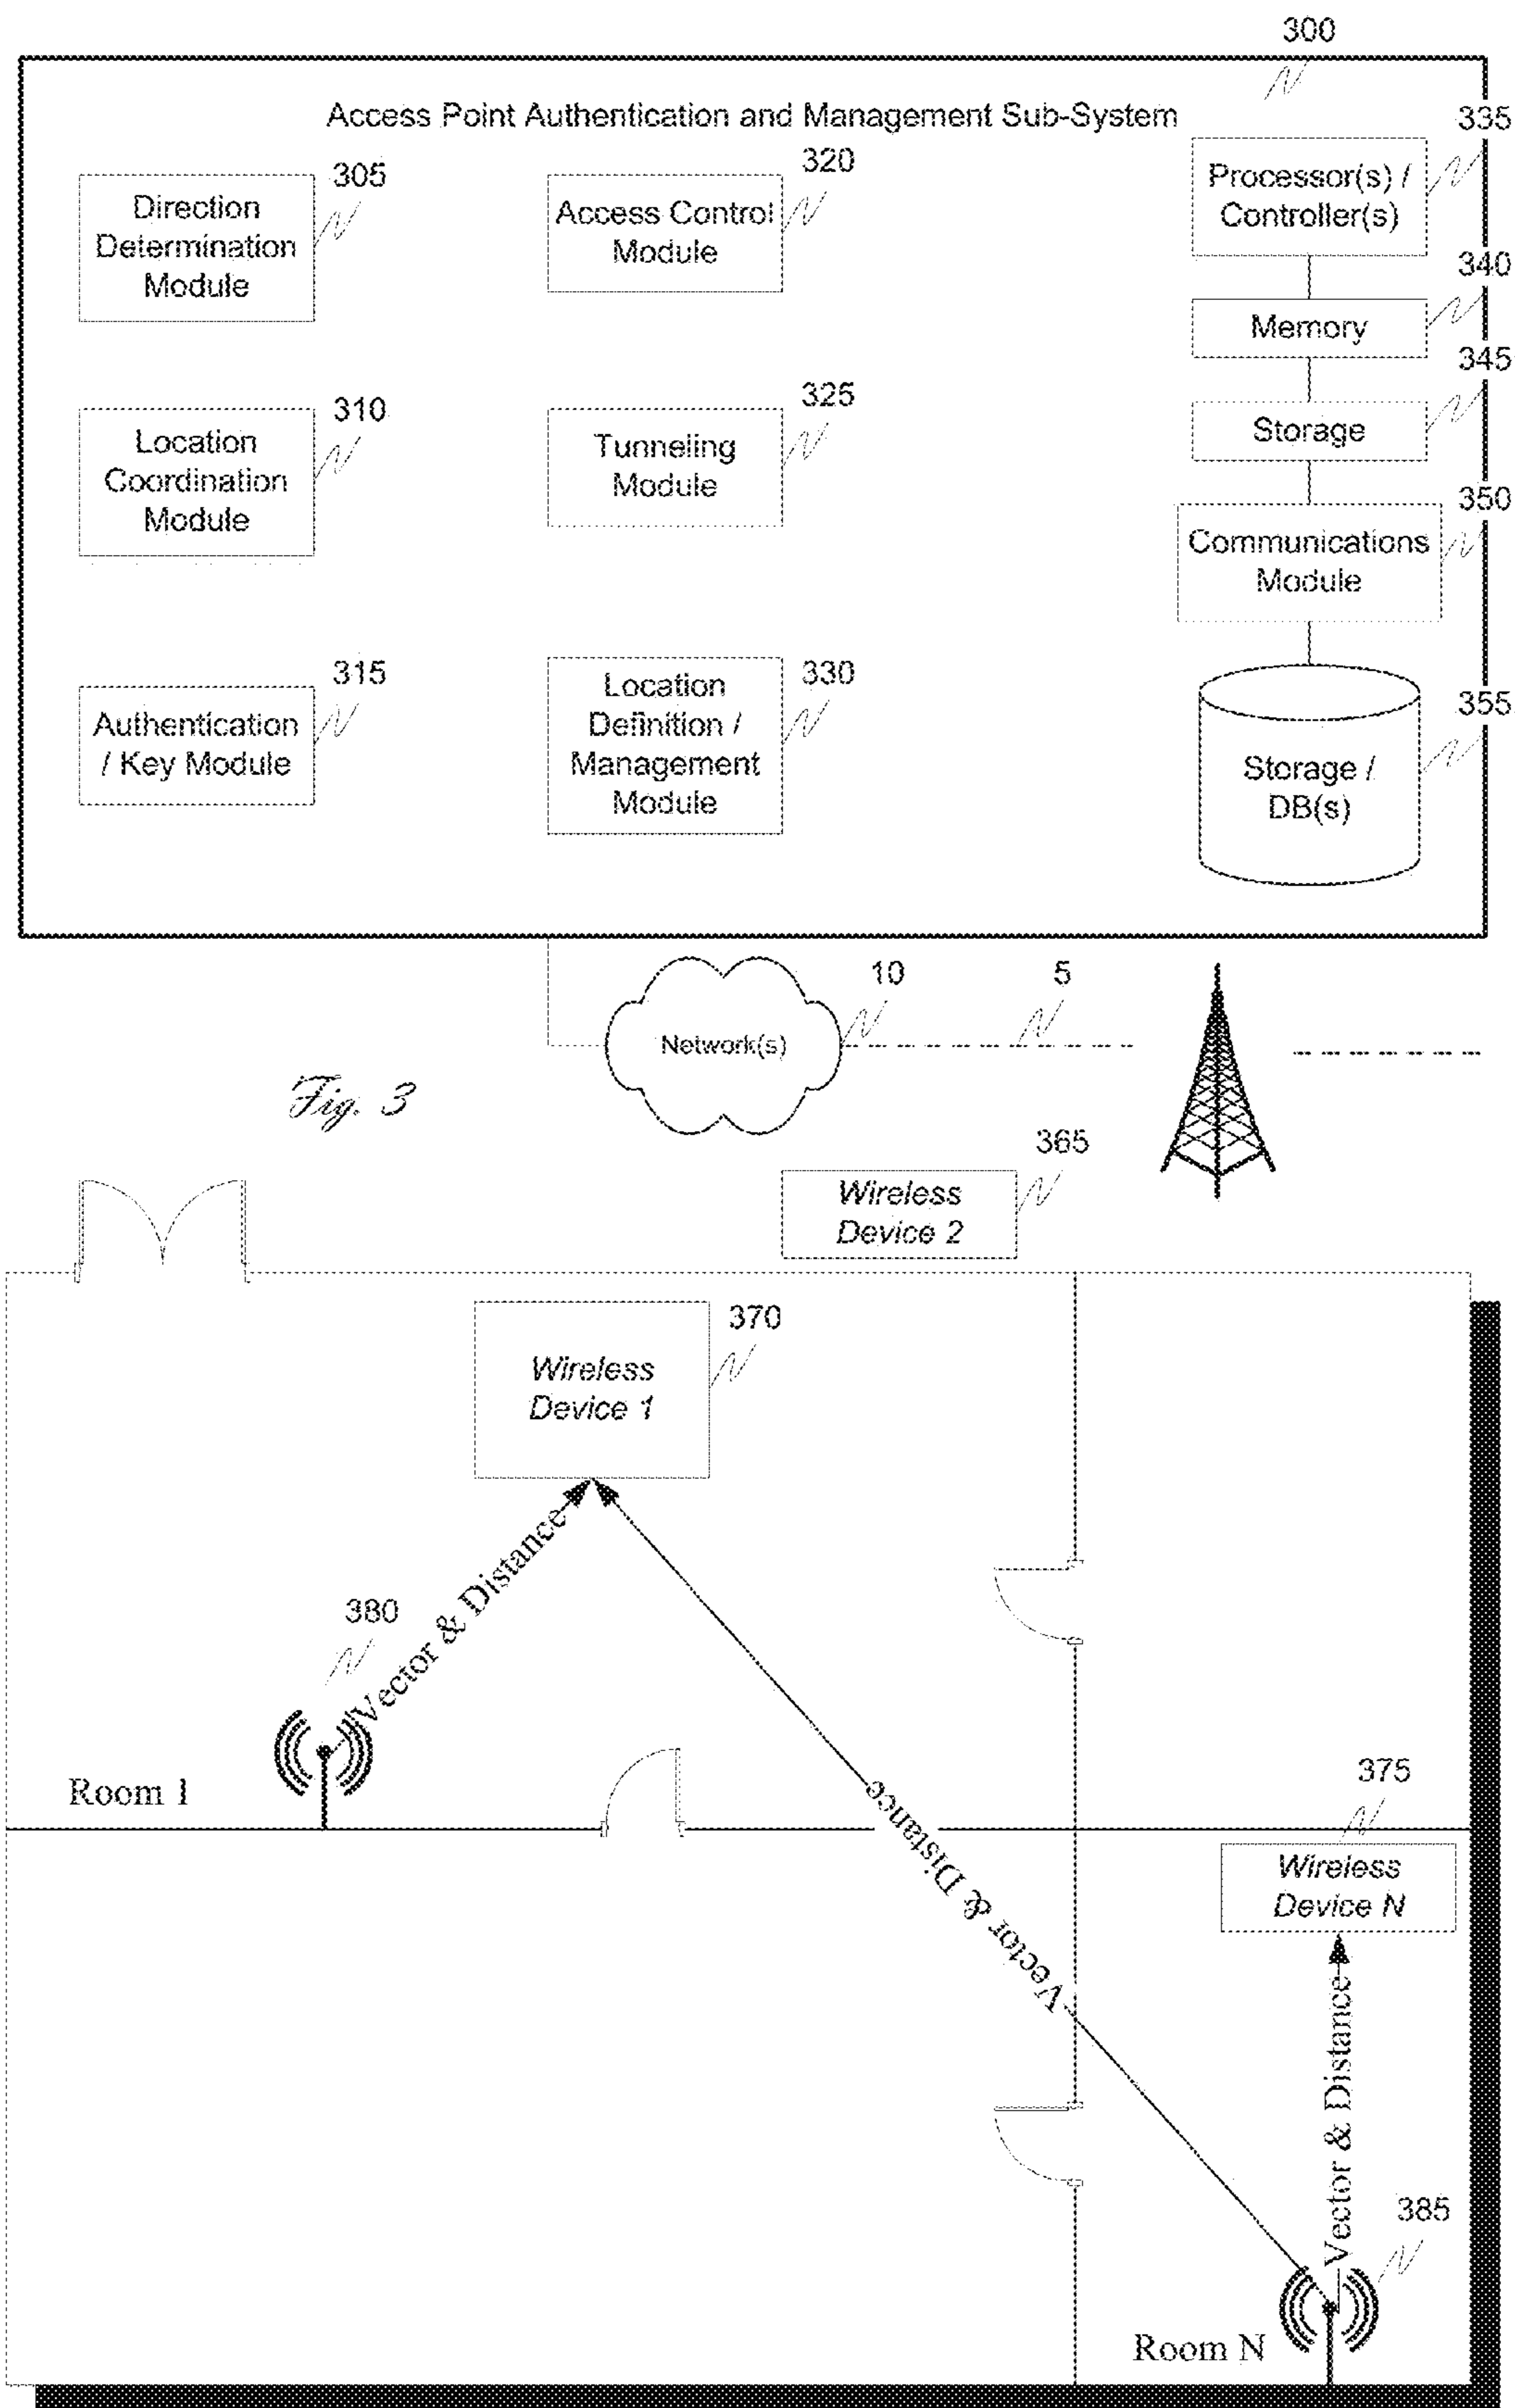 300
Access Point Authentication and Management Sub-System
335
Processor(s) /
Controller(s)
305
Direction
Determination
Module
320
Access Control
Module
340
Memory
345
Storage
310
Location
Coordination
Module
325
Tunneling
Module
350
Communications
Module
315
Authentication
/ Key Module
330
Location
Definition /
Management
Module
355
Storage /
DB(s)
10
5
Network(s)
Fig. 3
365
Wireless
Device 2
370
Wireless
Device 1
Vector & Distance
380
Room 1
Vector & Distance
375
Wireless
Device N
Vector & Distance
385
Room N